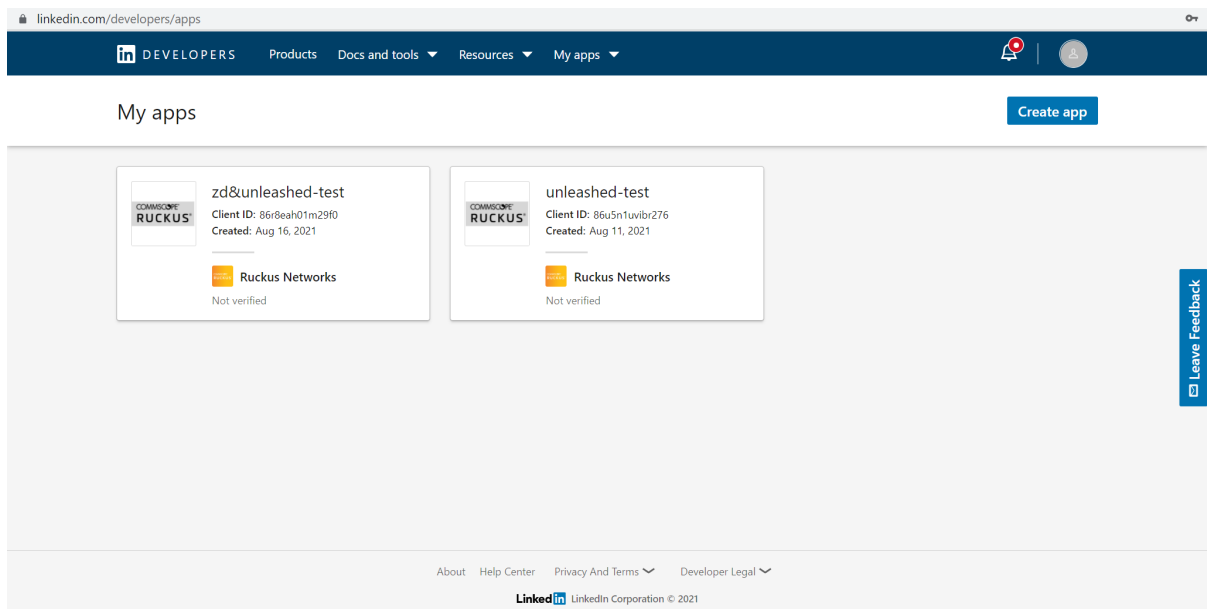 linkedin.com/developers/apps
in DEVELOPERS Products Docs and tools Resources My apps
My apps
Create app
COMMSCOPE®
RUCKUS®
zd&unleashed-test
Client ID: 86r8eah01m29f0
Created: Aug 16, 2021
Ruckus Networks
Not verified
COMMSCOPE®
RUCKUS®
unleashed-test
Client ID: 86u5n1uvibr276
Created: Aug 11, 2021
Ruckus Networks
Not verified
Leave Feedback
About Help Center Privacy And Terms Developer Legal
Linked in LinkedIn Corporation © 2021